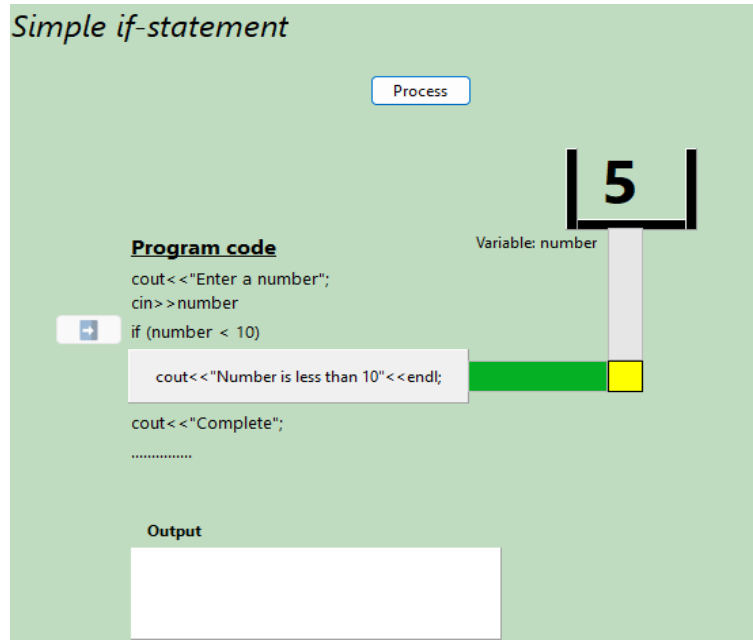 Simple if-statement
Process
5
Variable: number
Program code
cout<<"Enter a number";
cin>>number
if (number < 10)
cout<<"Number is less than 10"<<endl;
cout<<"Complete";
...............
Output